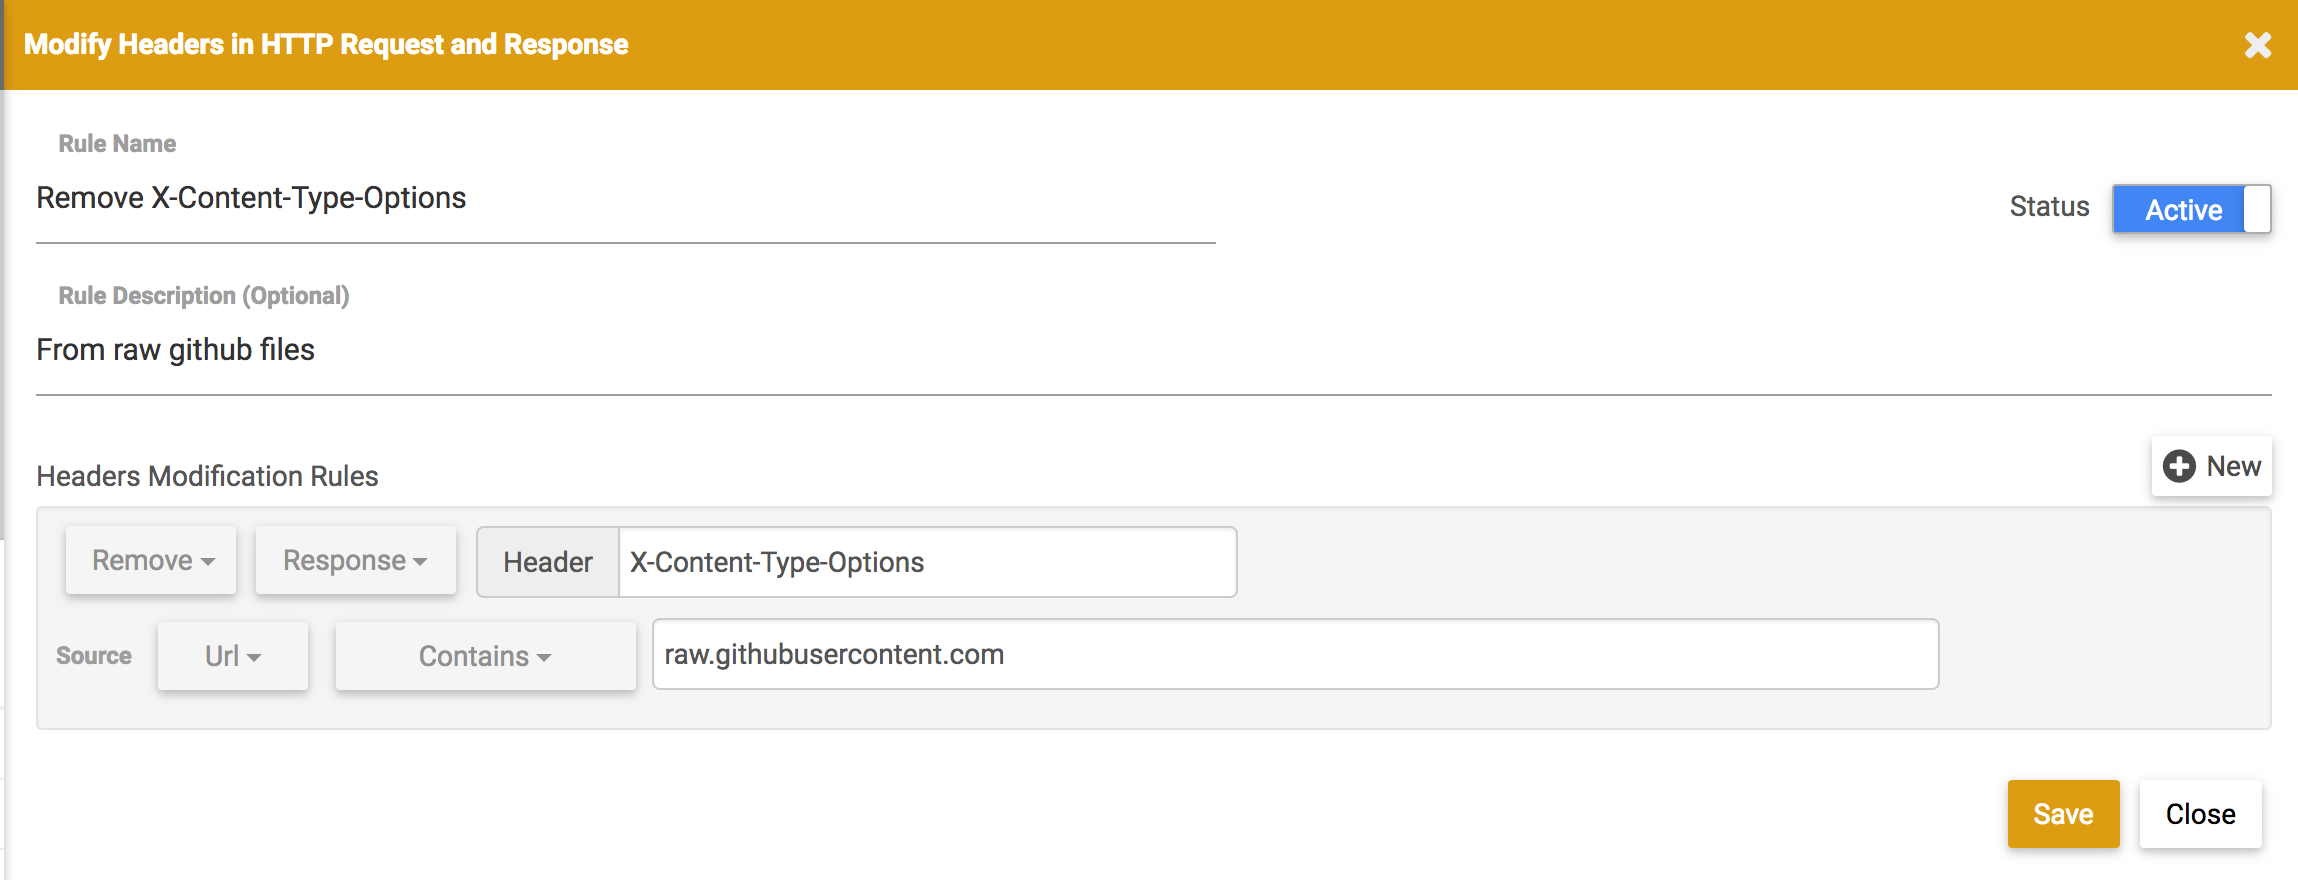 Modify Headers in HTTP Request and Response
Rule Name
Remove X-Content-Type-Options
Status Active
Rule Description (Optional)
From raw github files
Headers Modification Rules
New
Remove Response Header X-Content-Type-Options
Source Url Contains raw.githubusercontent.com
Save Close